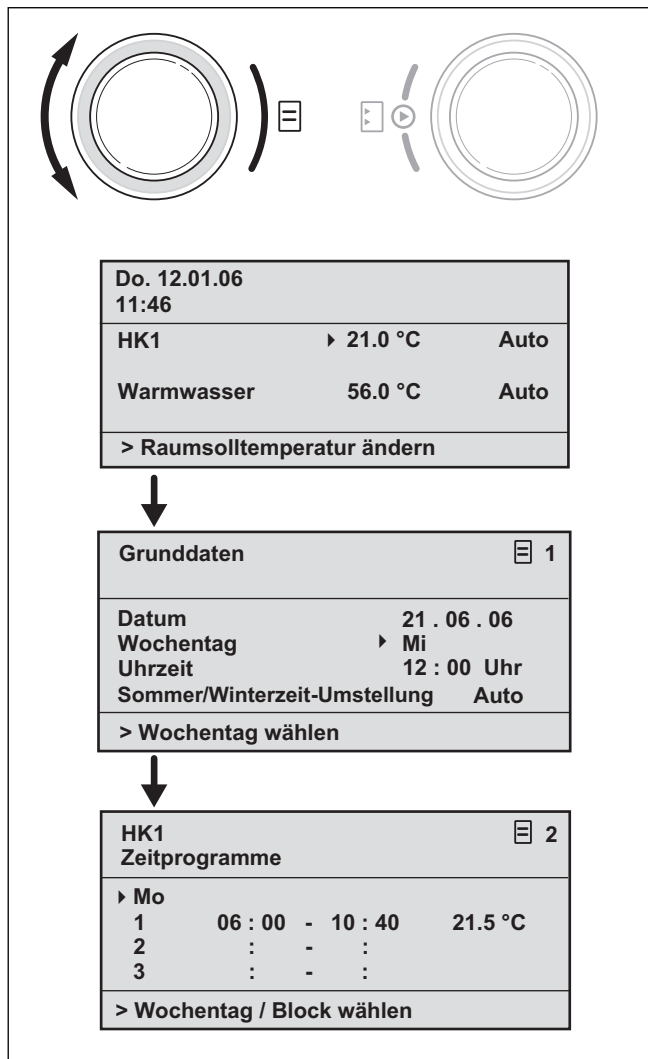 Do. 12.01.06
11:46
HK1 21.0 °C Auto
Warmwasser 56.0 °C Auto
> Raumsolltemperatur ändern
Grunddaten 1
Datum 21 . 06 . 06
Wochentag Mi
Uhrzeit 12 : 00 Uhr
Sommer/Winterzeit-Umstellung Auto
> Wochentag wählen
HK1 2
Zeitprogramme
Mo
1 06 : 00 - 10 : 40 21.5 °C
2 : - :
3 : - :
> Wochentag / Block wählen